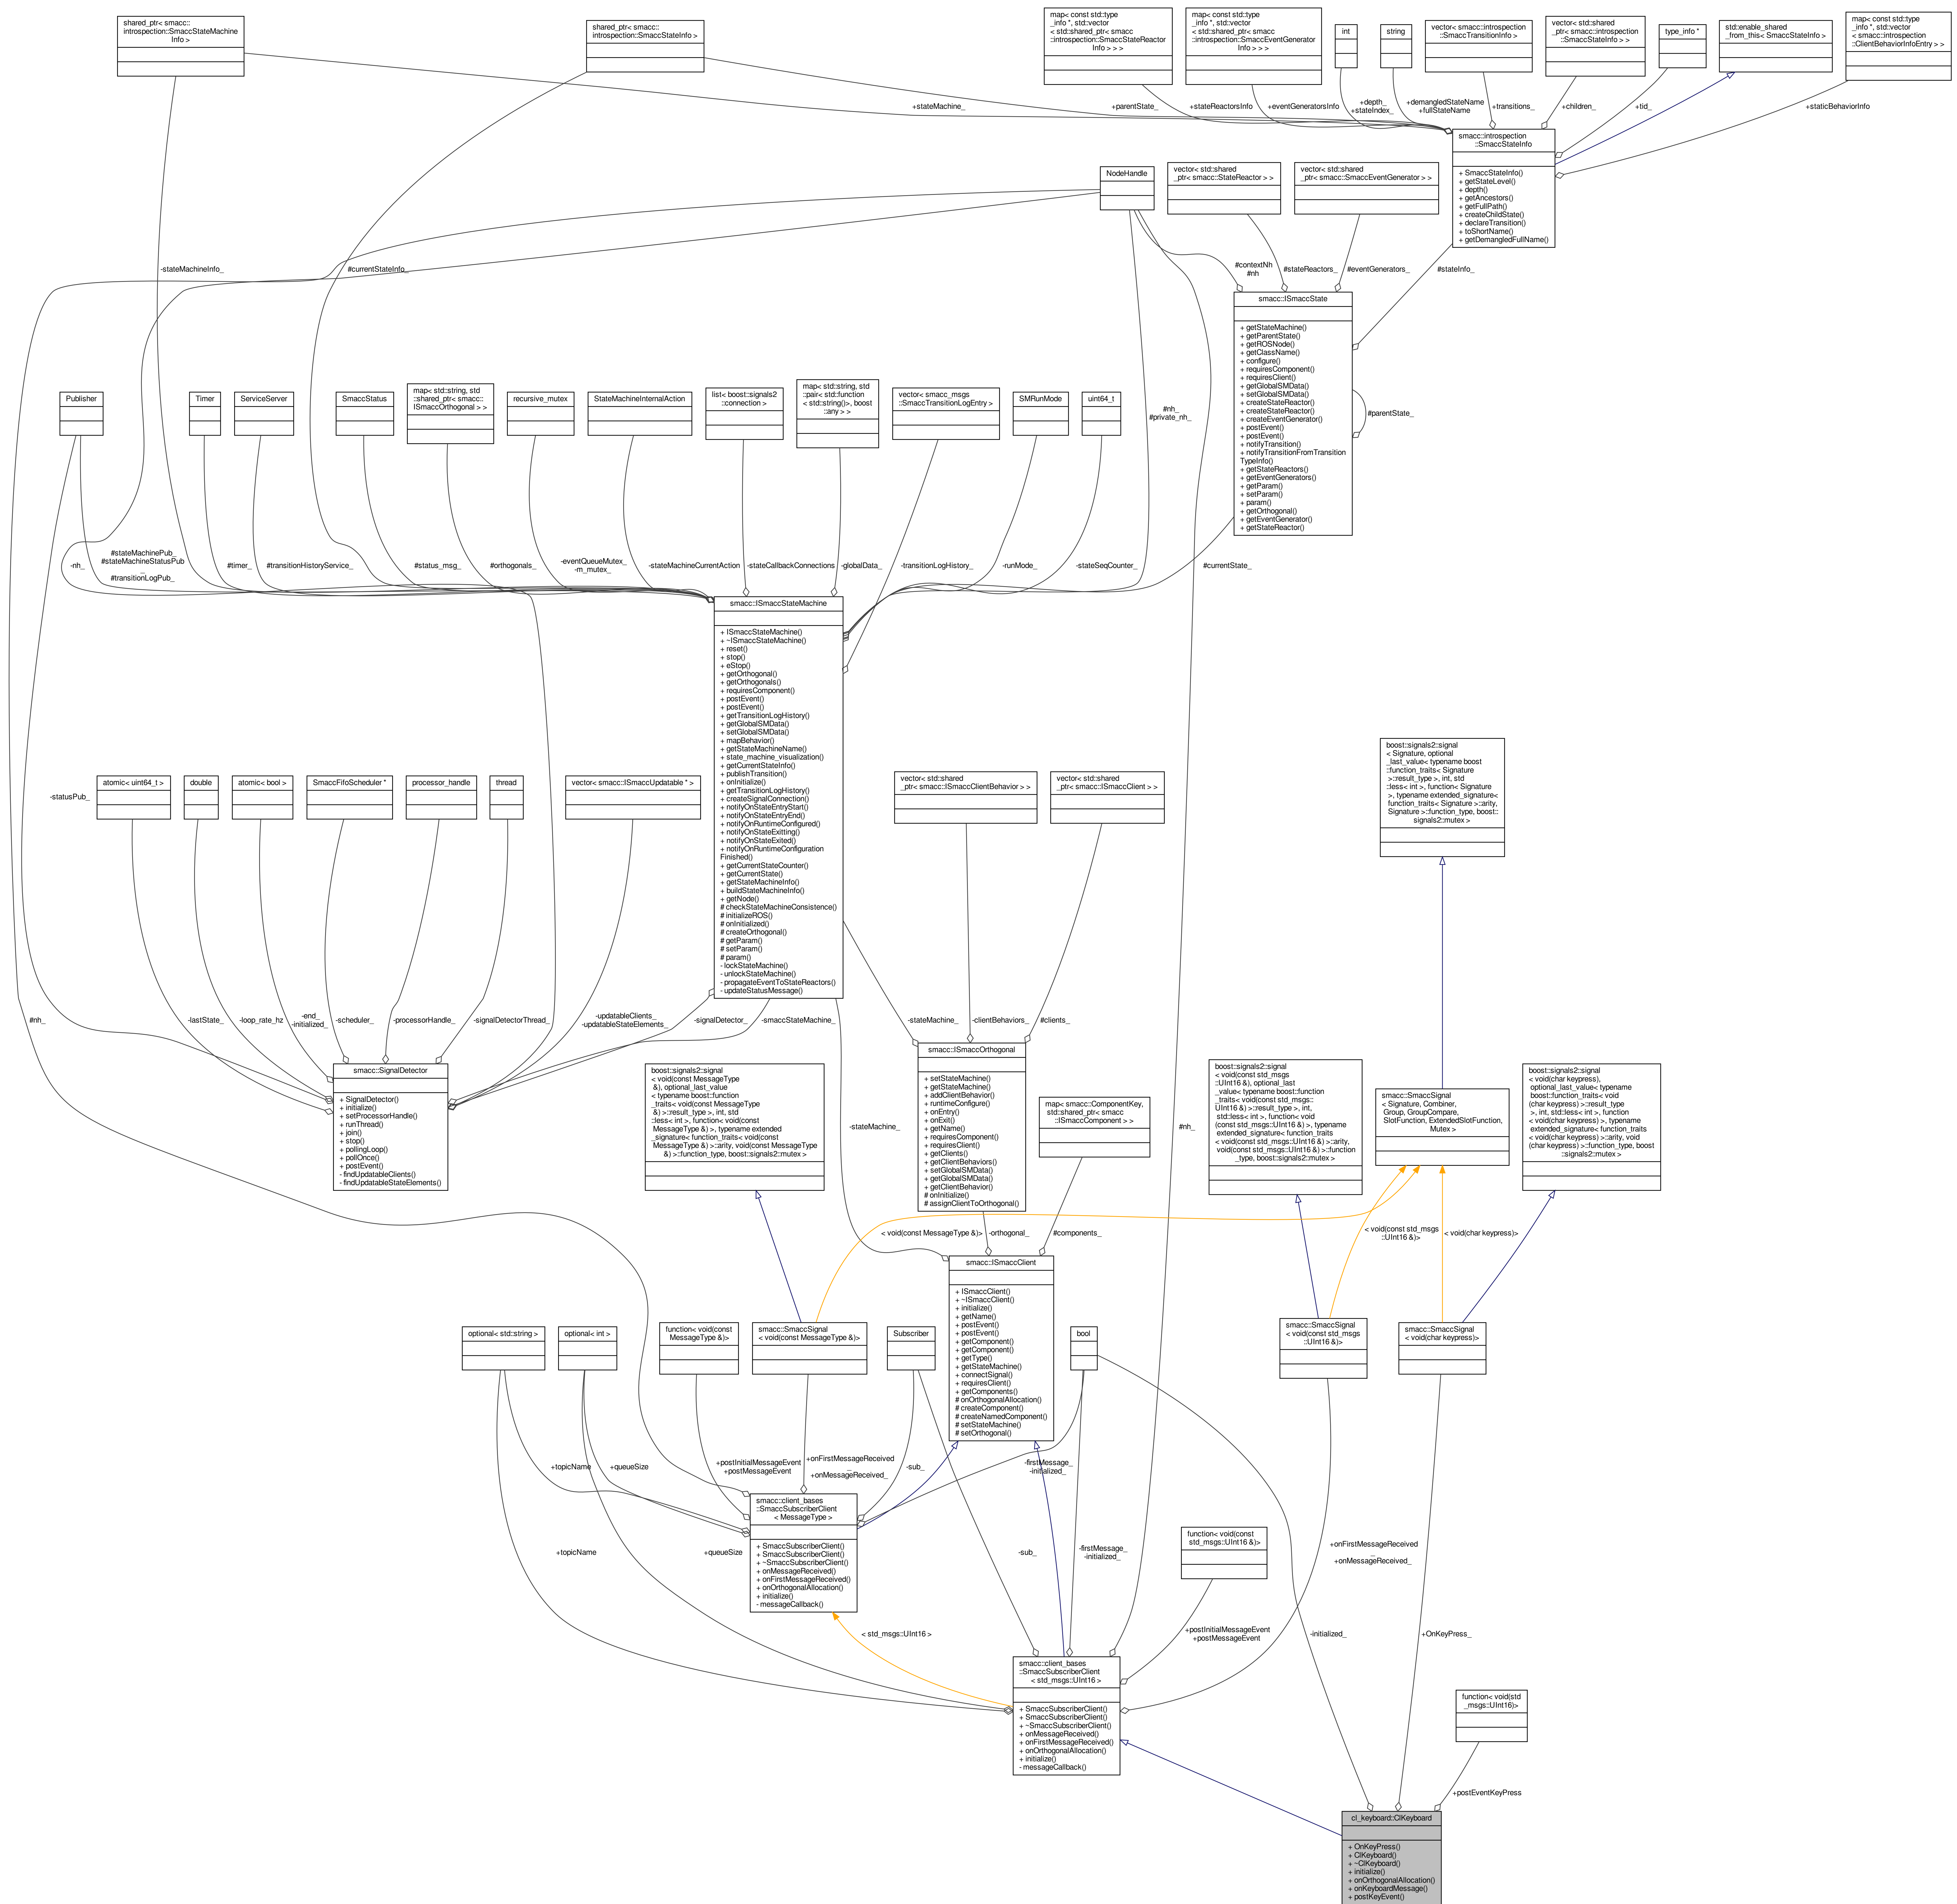 shared_ptr< smacc::
introspection::SmaccStateMachine
Info >
shared_ptr< smacc::
introspection::SmaccStateInfo >
map< const std::type
_info *, std::vector
< std::shared_ptr< smacc
::introspection::SmaccStateReactor
Info > > >
map< const std::type
_info *, std::vector
< std::shared_ptr< smacc
::introspection::SmaccEventGenerator
Info > > >
int
string
vector< smacc::introspection
::SmaccTransitionInfo >
vector< std::shared
_ptr< smacc::introspection
::SmaccStateInfo > >
type_info *
std::enable_shared
_from_this< SmaccStateInfo >
map< const std::type
_info *, std::vector
< smacc::introspection
::ClientBehaviorInfoEntry > >
+stateMachine_
+parentState_
+stateReactorsInfo
+eventGeneratorsInfo
+depth_
+stateIndex_
+demangledStateName
+fullStateName
+transitions_
+children_
+tid_
+staticBehaviorInfo
smacc::introspection
::SmaccStateInfo
+ SmaccStateInfo()
+ getStateLevel()
+ depth()
+ getAncestors()
+ getFullPath()
+ createChildState()
+ declareTransition()
+ toShortName()
+ getDemangledFullName()
NodeHandle
vector< std::shared
_ptr< smacc::StateReactor > >
vector< std::shared
_ptr< smacc::SmaccEventGenerator > >
-stateMachineInfo_
#currentStateInfo_
#contextNh
#nh
#stateReactors_
#eventGenerators_
#stateInfo_
smacc::ISmaccState
+ getStateMachine()
+ getParentState()
+ getROSNode()
+ getClassName()
+ configure()
+ requiresComponent()
+ requiresClient()
+ getGlobalSMData()
+ setGlobalSMData()
+ createStateReactor()
+ createStateReactor()
+ createEventGenerator()
+ postEvent()
+ postEvent()
+ notifyTransition()
+ notifyTransitionFromTransition
TypeInfo()
+ getStateReactors()
+ getEventGenerators()
+ getParam()
+ setParam()
+ param()
+ getOrthogonal()
+ getEventGenerator()
+ getStateReactor()
#parentState_
Publisher
Timer
ServiceServer
SmaccStatus
map< std::string, std
::shared_ptr< smacc::
ISmaccOrthogonal > >
recursive_mutex
StateMachineInternalAction
list< boost::signals2
::connection >
map< std::string, std
::pair< std::function
< std::string()>, boost
::any > >
vector< smacc_msgs
::SmaccTransitionLogEntry >
SMRunMode
uint64_t
#nh_
#private_nh_
-nh_
#stateMachinePub_
#stateMachineStatusPub
_
#transitionLogPub_
#timer_
#transitionHistoryService_
#status_msg_
#orthogonals_
-eventQueueMutex_
-m_mutex_
-stateMachineCurrentAction
-stateCallbackConnections
-globalData_
-transitionLogHistory_
-runMode_
-stateSeqCounter_
#currentState_
smacc::ISmaccStateMachine
+ ISmaccStateMachine()
+ ~ISmaccStateMachine()
+ reset()
+ stop()
+ eStop()
+ getOrthogonal()
+ getOrthogonals()
+ requiresComponent()
+ postEvent()
+ postEvent()
+ getTransitionLogHistory()
+ getGlobalSMData()
+ setGlobalSMData()
+ mapBehavior()
+ getStateMachineName()
+ state_machine_visualization()
+ getCurrentStateInfo()
+ publishTransition()
+ onInitialize()
+ getTransitionLogHistory()
+ createSignalConnection()
+ notifyOnStateEntryStart()
+ notifyOnStateEntryEnd()
+ notifyOnRuntimeConfigured()
+ notifyOnStateExitting()
+ notifyOnStateExited()
+ notifyOnRuntimeConfiguration
Finished()
+ getCurrentStateCounter()
+ getCurrentState()
+ getStateMachineInfo()
+ buildStateMachineInfo()
+ getNode()
# checkStateMachineConsistence()
# initializeROS()
# onInitialized()
# createOrthogonal()
# getParam()
# setParam()
# param()
- lockStateMachine()
- unlockStateMachine()
- propagateEventToStateReactors()
- updateStatusMessage()
atomic< uint64_t >
double
atomic< bool >
SmaccFifoScheduler *
processor_handle
thread
vector< smacc::ISmaccUpdatable * >
vector< std::shared
_ptr< smacc::ISmaccClientBehavior > >
vector< std::shared
_ptr< smacc::ISmaccClient > >
boost::signals2::signal
< Signature, optional
_last_value< typename boost
::function_traits< Signature
>::result_type >, int, std
::less< int >, function< Signature
>, typename extended_signature<
function_traits< Signature >::arity,
Signature >::function_type, boost::
signals2::mutex >
-statusPub_
#nh_
-lastState_
-loop_rate_hz
-end_
-initialized_
-scheduler_
-processorHandle_
-signalDetectorThread_
-updatableClients_
-updatableStateElements_
-signalDetector_
-smaccStateMachine_
-stateMachine_
-clientBehaviors_
#clients_
smacc::SignalDetector
+ SignalDetector()
+ initialize()
+ setProcessorHandle()
+ runThread()
+ join()
+ stop()
+ pollingLoop()
+ pollOnce()
+ postEvent()
- findUpdatableClients()
- findUpdatableStateElements()
boost::signals2::signal
< void(const MessageType
&), optional_last_value
< typename boost::function
_traits< void(const MessageType
&) >::result_type >, int, std
::less< int >, function< void(const
MessageType &) >, typename extended
_signature< function_traits< void(const
MessageType &) >::arity, void(const MessageType
&) >::function_type, boost::signals2::mutex >
smacc::ISmaccOrthogonal
+ setStateMachine()
+ getStateMachine()
+ addClientBehavior()
+ runtimeConfigure()
+ onEntry()
+ onExit()
+ getName()
+ requiresComponent()
+ requiresClient()
+ getClients()
+ getClientBehaviors()
+ setGlobalSMData()
+ getGlobalSMData()
+ getClientBehavior()
# onInitialize()
# assignClientToOrthogonal()
map< smacc::ComponentKey,
std::shared_ptr< smacc
::ISmaccComponent > >
boost::signals2::signal
< void(const std_msgs
::UInt16 &), optional_last
_value< typename boost::function
_traits< void(const std_msgs::
UInt16 &) >::result_type >, int,
std::less< int >, function< void
(const std_msgs::UInt16 &) >, typename
extended_signature< function_traits
< void(const std_msgs::UInt16 &) >::arity,
void(const std_msgs::UInt16 &) >::function
_type, boost::signals2::mutex >
smacc::SmaccSignal
< Signature, Combiner,
Group, GroupCompare,
SlotFunction, ExtendedSlotFunction,
Mutex >
boost::signals2::signal
< void(char keypress),
optional_last_value< typename
boost::function_traits< void
(char keypress) >::result_type
>, int, std::less< int >, function
< void(char keypress) >, typename
extended_signature< function_traits
< void(char keypress) >::arity, void
(char keypress) >::function_type, boost
::signals2::mutex >
-stateMachine_
#nh_
< void(const MessageType &)>
-orthogonal_
#components_
< void(const std_msgs
::UInt16 &)>
< void(char keypress)>
smacc::ISmaccClient
+ ISmaccClient()
+ ~ISmaccClient()
+ initialize()
+ getName()
+ postEvent()
+ postEvent()
+ getComponent()
+ getComponent()
+ getType()
+ getStateMachine()
+ connectSignal()
+ requiresClient()
+ getComponents()
# onOrthogonalAllocation()
# createComponent()
# createNamedComponent()
# setStateMachine()
# setOrthogonal()
optional< std::string >
optional< int >
function< void(const
MessageType &)>
smacc::SmaccSignal
< void(const MessageType &)>
Subscriber
bool
smacc::SmaccSignal
< void(const std_msgs
::UInt16 &)>
smacc::SmaccSignal
< void(char keypress)>
+topicName
+queueSize
+postInitialMessageEvent
+postMessageEvent
+onFirstMessageReceived
_
+onMessageReceived_
-sub_
-firstMessage_
-initialized_
smacc::client_bases
::SmaccSubscriberClient
< MessageType >
+ SmaccSubscriberClient()
+ SmaccSubscriberClient()
+ ~SmaccSubscriberClient()
+ onMessageReceived()
+ onFirstMessageReceived()
+ onOrthogonalAllocation()
+ initialize()
- messageCallback()
function< void(const
std_msgs::UInt16 &)>
+topicName
+queueSize
-sub_
-firstMessage_
-initialized_
+onFirstMessageReceived
_
+onMessageReceived_
< std_msgs::UInt16 >
+postInitialMessageEvent
+postMessageEvent
-initialized_
+OnKeyPress_
smacc::client_bases
::SmaccSubscriberClient
< std_msgs::UInt16 >
+ SmaccSubscriberClient()
+ SmaccSubscriberClient()
+ ~SmaccSubscriberClient()
+ onMessageReceived()
+ onFirstMessageReceived()
+ onOrthogonalAllocation()
+ initialize()
- messageCallback()
function< void(std
_msgs::UInt16)>
+postEventKeyPress
cl_keyboard::ClKeyboard
+ OnKeyPress()
+ ClKeyboard()
+ ~ClKeyboard()
+ initialize()
+ onOrthogonalAllocation()
+ onKeyboardMessage()
+ postKeyEvent()